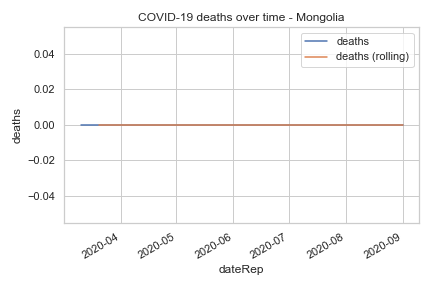 COVID-19 deaths over time - Mongolia
deaths
deaths (rolling)
0.04
0.02
0.00
−0.02
−0.04
deaths
2020-04
2020-05
2020-06
2020-07
2020-08
2020-09
dateRep